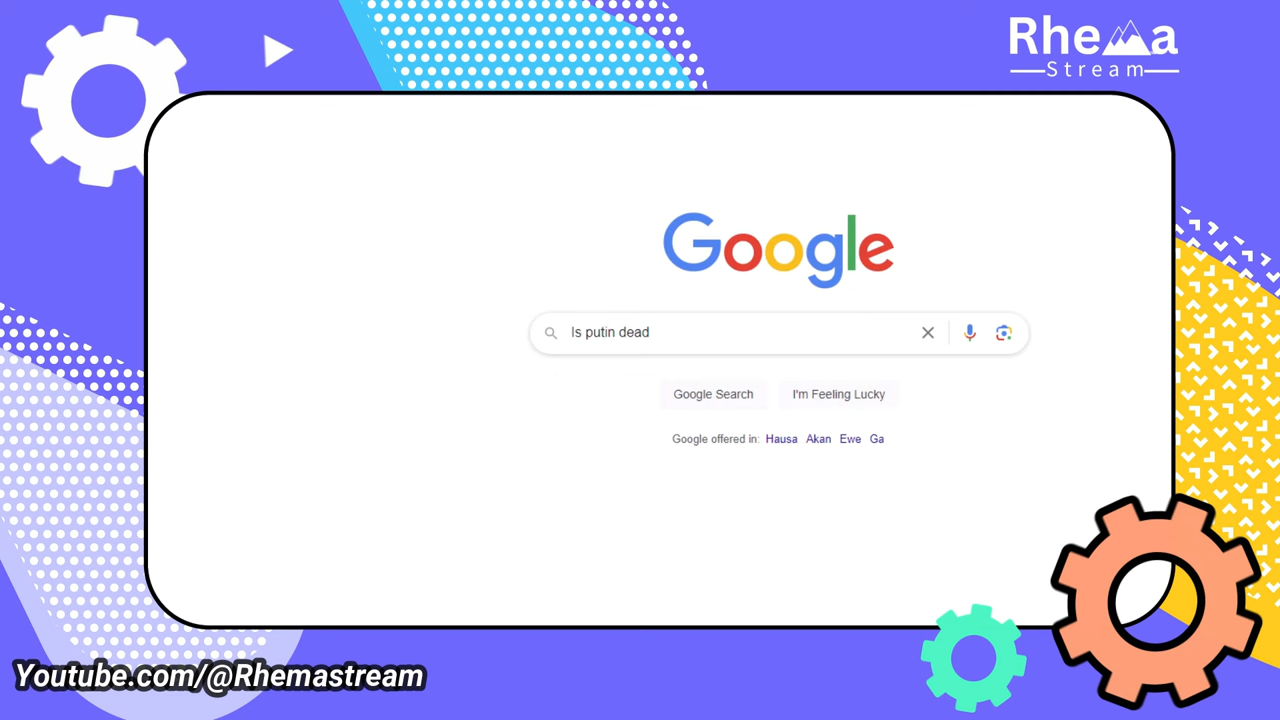 Rhema
Stream
Google
Is putin dead
Google Search I'm Feeling Lucky
Google offered in: Hausa Akan Ewe Ga
Youtube.com/@Rhemastream